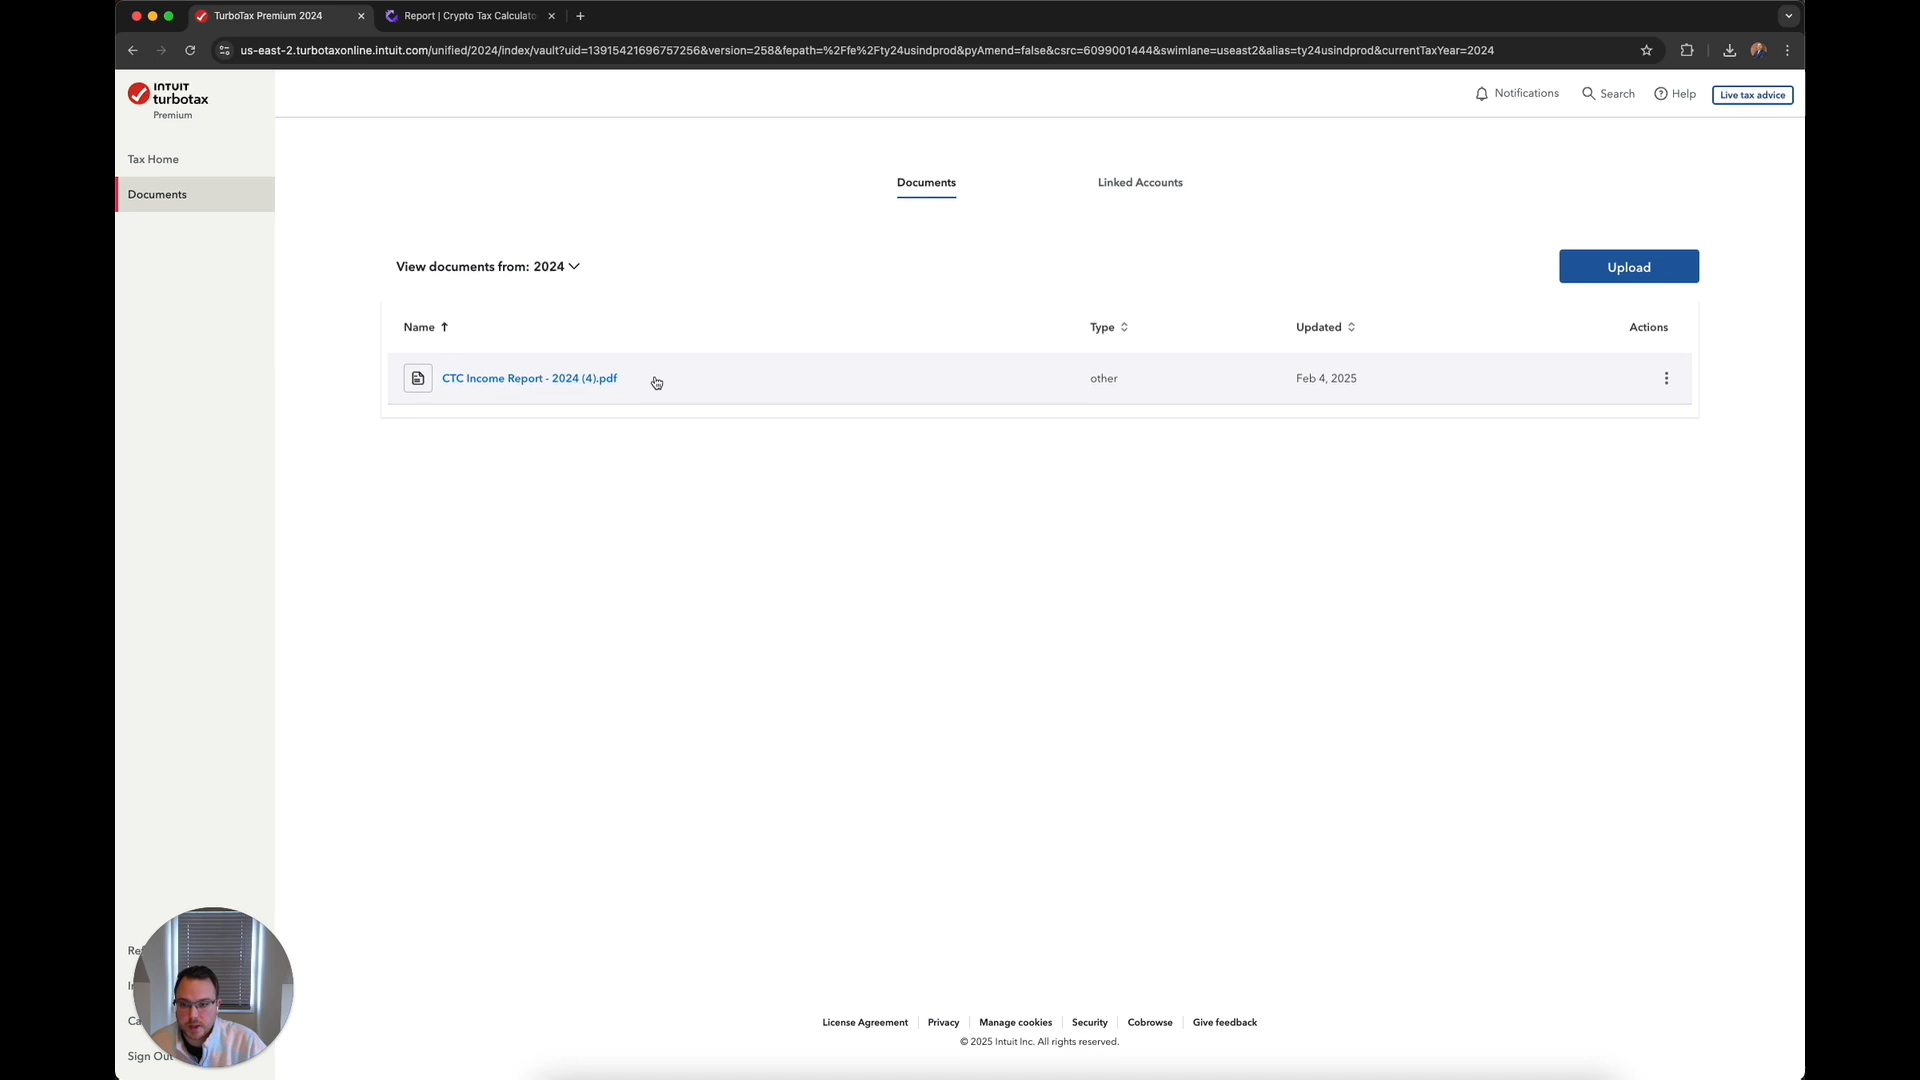 TurboTax Premium 2024
Report | Crypto Tax Calculato
us-east-2.turbotaxonline.intuit.com/unified/2024/index/vault?uid=13915421696757256&version=258&fepath=%2Ffe%2Fty24usindprod&pyAmend=false&csrc=6099001444&swimlane=useast2&alias=ty24usindprod&currentTaxYear=2024
INTUIT
turbotax
Premium
Notifications
Search
Help
Live tax advice
Tax Home
Documents
Documents
Linked Accounts
View documents from: 2024
Upload
Name
Type
Updated
Actions
CTC Income Report - 2024 (4).pdf
other
Feb 4, 2025
Sign Out
License Agreement
Privacy
Manage cookies
Security
Cobrowse
Give feedback
© 2025 Intuit Inc. All rights reserved.